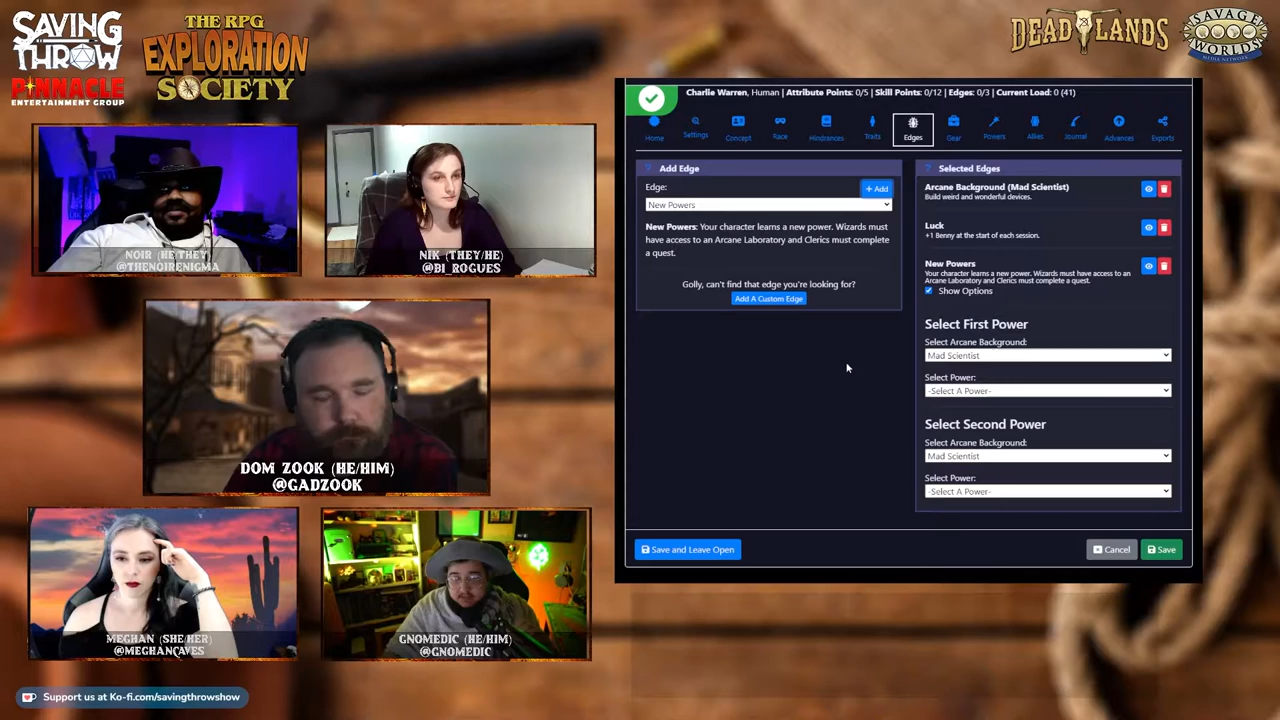 SAVING
THROW
PINNACLE
ENTERTAINMENT GROUP
THE RPG
EXPLORATION
SOCIETY
DEADLANDS
SAVAGE
WORLDS
MEDIA NETWORK
NOIR (HE/THEY)
@THENOIRENIGMA
NIK (THEY/HE)
@BI_ROGUES
DOM ZOOK (HE/HIM)
@GADZOOK
MEGHAN (SHE/HER)
@MEGHANCAVES
GNOMEDIC (HE/HIM)
@GNOMEDIC
Support us at Ko-fi.com/savingthrowshow
Charlie Warren, Human | Attribute Points: 0/5 | Skill Points: 0/12 | Edges: 0/3 | Current Load: 0 (41)
Home Settings Concept Race Hindrances Traits Edges Gear Powers Allies Journal Advances Exports
Add Edge
Edge:
+ Add
New Powers
New Powers: Your character learns a new power. Wizards must
have access to an Arcane Laboratory and Clerics must complete
a quest.
Golly, can't find that edge you're looking for?
Add A Custom Edge
Selected Edges
Arcane Background (Mad Scientist)
Build weird and wonderful devices.
Luck
+1 Benny at the start of each session.
New Powers
Your character learns a new power. Wizards must have access to an
Arcane Laboratory and Clerics must complete a quest.
Show Options
Select First Power
Select Arcane Background:
Mad Scientist
Select Power:
-Select A Power-
Select Second Power
Select Arcane Background:
Mad Scientist
Select Power:
-Select A Power-
Save and Leave Open
Cancel
Save